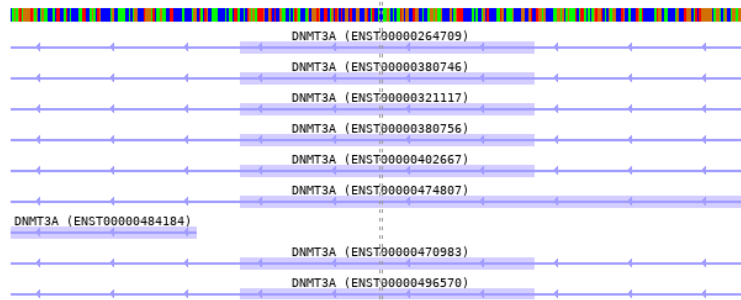 DNMT3A (ENST00000264709)
DNMT3A (ENST00000380746)
DNMT3A (ENST00000321117)
DNMT3A (ENST00000380756)
DNMT3A (ENST00000402667)
DNMT3A (ENST00000474807)
DNMT3A (ENST00000484184)
DNMT3A (ENST00000470983)
DNMT3A (ENST00000496570)